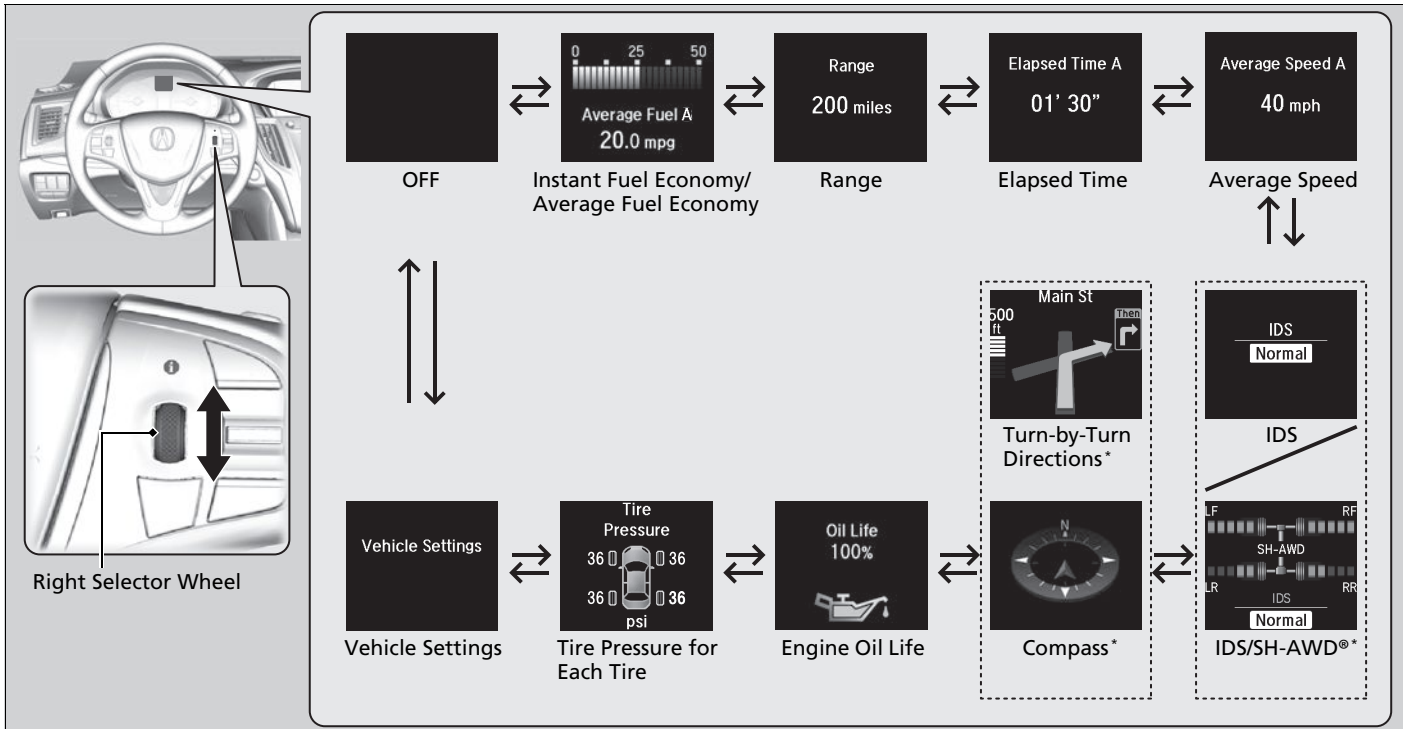 0 25 50
Average Fuel A
20.0 mpg
Range
200 miles
Elapsed Time A
01' 30"
Average Speed A
40 mph
OFF
Instant Fuel Economy/
Average Fuel Economy
Range
Elapsed Time
Average Speed
Main St
500
ft
Then
Turn-by-Turn
Directions*
IDS
Normal
IDS
i
Right Selector Wheel
Vehicle Settings
Vehicle Settings
Tire
Pressure
36 36
36 36
psi
Tire Pressure for
Each Tire
Oil Life
100%
Engine Oil Life
N
Compass*
LF RF
SH-AWD
LR RR
IDS
Normal
IDS/SH-AWD®*